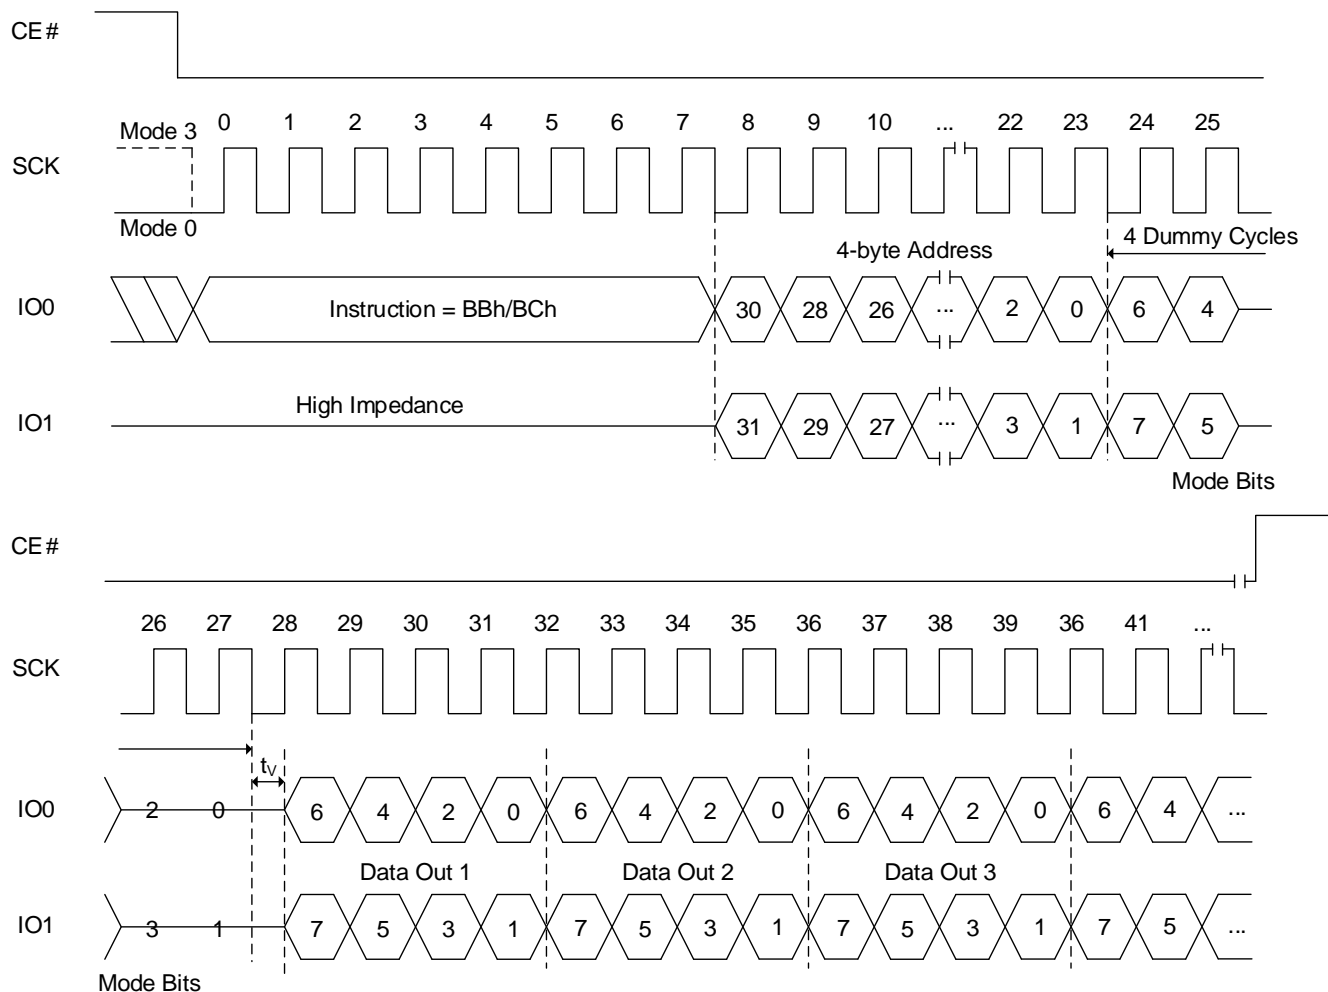 CE#
0 1 2 3 4 5 6 7 8 9 10 ... 22 23 24 25
Mode 3
SCK
Mode 0
4-byte Address
4 Dummy Cycles
IO0
Instruction = BBh/BCh
30 28 26 ... 2 0 6 4
High Impedance
IO1
31 29 27 ... 3 1 7 5
Mode Bits
CE#
26 27 28 29 30 31 32 33 34 35 36 37 38 39 36 41 ...
SCK
tV
IO0
2 0 6 4 2 0 6 4 2 0 6 4 2 0 6 4 ...
Data Out 1 Data Out 2 Data Out 3
IO1
3 1 7 5 3 1 7 5 3 1 7 5 3 1 7 5 ...
Mode Bits